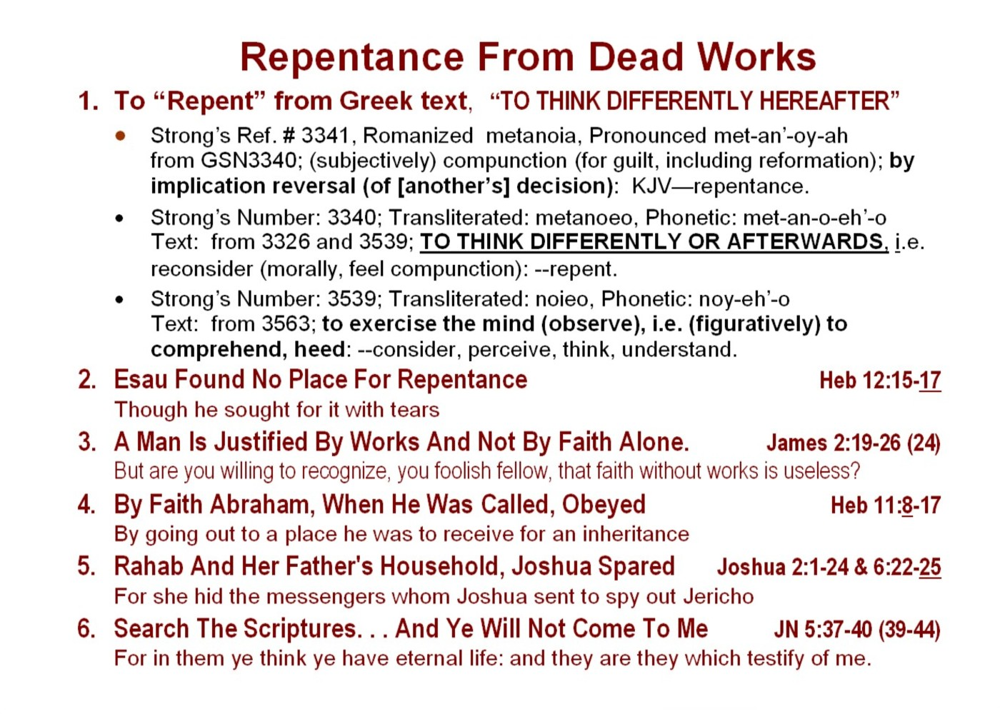 Repentance From Dead Works
1. To “Repent” from Greek text, “TO THINK DIFFERENTLY HEREAFTER”
• Strong’s Ref. # 3341, Romanized metanoia, Pronounced met-an’-oy-ah
from GSN3340; (subjectively) compunction (for guilt, including reformation); by
implication reversal (of [another’s] decision): KJV—repentance.
• Strong’s Number: 3340; Transliterated: metanoeo, Phonetic: met-an-o-eh’-o
Text: from 3326 and 3539; TO THINK DIFFERENTLY OR AFTERWARDS, i.e.
reconsider (morally, feel compunction): --repent.
• Strong’s Number: 3539; Transliterated: noieo, Phonetic: noy-eh’-o
Text: from 3563; to exercise the mind (observe), i.e. (figuratively) to
comprehend, heed: --consider, perceive, think, understand.
2. Esau Found No Place For Repentance Heb 12:15-17
Though he sought for it with tears
3. A Man Is Justified By Works And Not By Faith Alone. James 2:19-26 (24)
But are you willing to recognize, you foolish fellow, that faith without works is useless?
4. By Faith Abraham, When He Was Called, Obeyed Heb 11:8-17
By going out to a place he was to receive for an inheritance
5. Rahab And Her Father's Household, Joshua Spared Joshua 2:1-24 & 6:22-25
For she hid the messengers whom Joshua sent to spy out Jericho
6. Search The Scriptures. . . And Ye Will Not Come To Me JN 5:37-40 (39-44)
For in them ye think ye have eternal life: and they are they which testify of me.